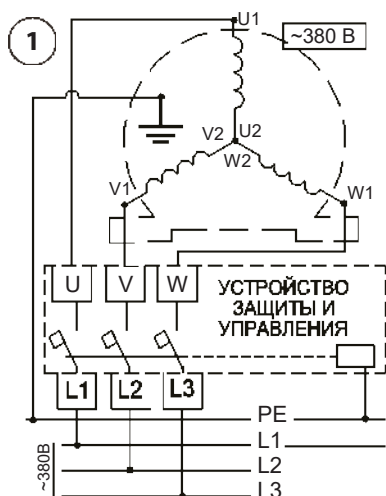 1
U1
~380 В
V2
U2
W2
V1
W1
U
V
W
УСТРОЙСТВО
ЗАЩИТЫ И
УПРАВЛЕНИЯ
L1
L2
L3
PE
L1
L2
L3
~380В